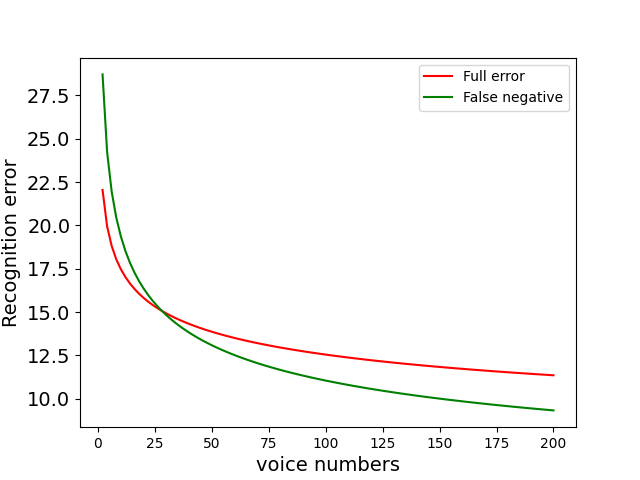 Full error
False negative
27.5
25.0
22.5
20.0
17.5
15.0
12.5
10.0
Recognition error
0 25 50 75 100 125 150 175 200
voice numbers